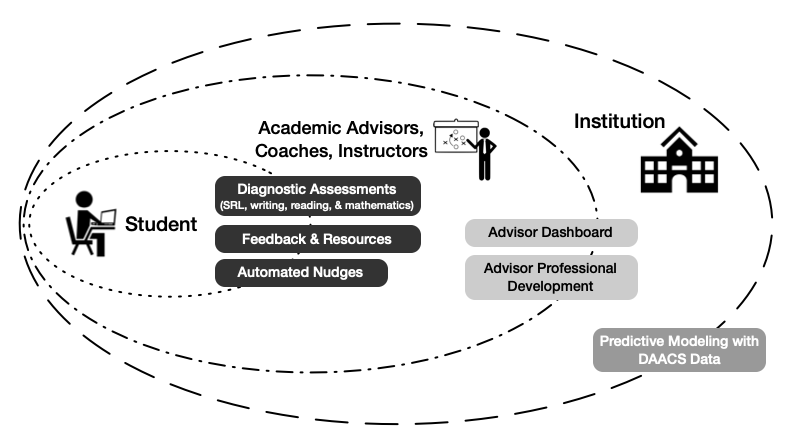 Academic Advisors,
Coaches, Instructors
Institution
Student
Diagnostic Assessments
(SRL, writing, reading, & mathematics)
Feedback & Resources
Automated Nudges
Advisor Dashboard
Advisor Professional
Development
Predictive Modeling with
DAACS Data